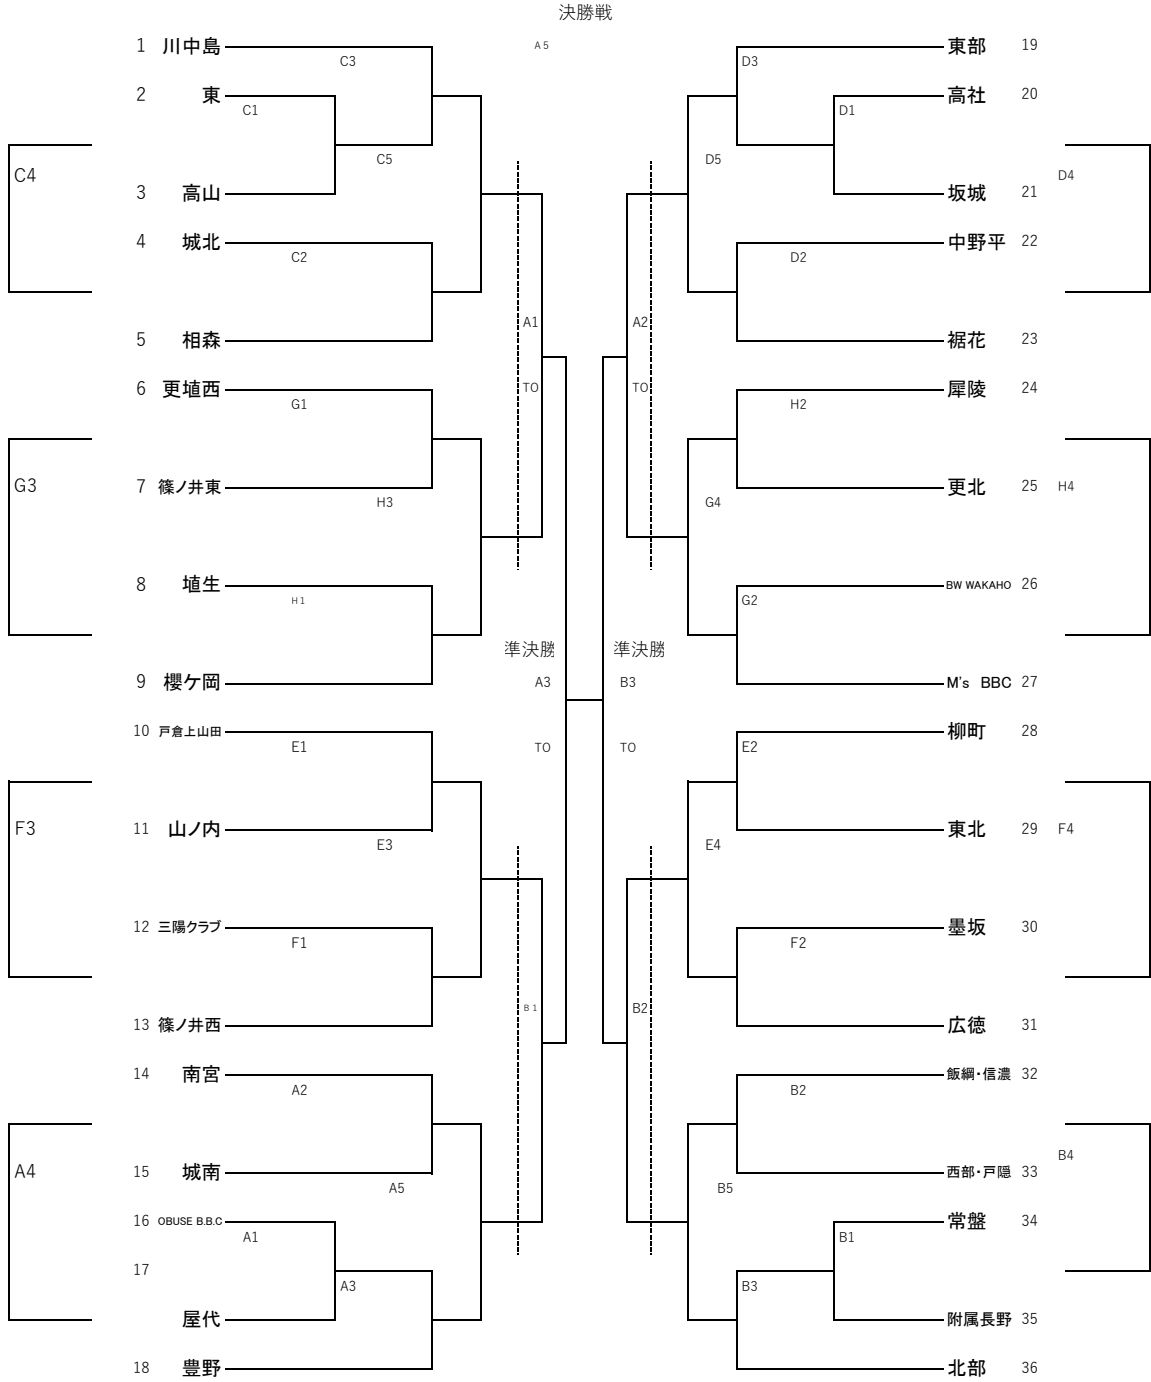 決勝戦
1 川中島 C3 A 5 D3 東部 19
2 東 C1 D1 高社 20
C5 D5
C4 D4
3 高山 坂城 21
4 城北 C2 D2 中野平 22
A1 A2
5 相森 裾花 23
6 更埴西 G1 TO TO H2 犀陵 24
G3 7 篠ノ井東 H3 G4 更北 25 H4
8 埴生 H 1 G2 BW WAKAHO 26
準決勝 準決勝
9 櫻ケ岡 A3 B3 M's BBC 27
10 戸倉上山田 E1 TO TO E2 柳町 28
F3 11 山ノ内 E3 E4 東北 29 F4
12 三陽クラブ F1 F2 墨坂 30
B 1 B2
13 篠ノ井西 広徳 31
14 南宮 A2 B2 飯綱・信濃 32
B4
A4 15 城南 A5 B5 西部・戸隠 33
16 OBUSE B.B.C A1 B1 常盤 34
17 A3 B3
屋代 附属長野 35
18 豊野 北部 36